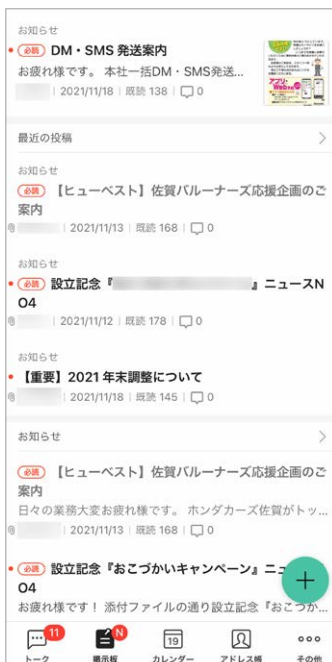 お知らせ
必読 DM・SMS 発送案内
お疲れ様です。 本社一括DM・SMS発送...
2021/11/18 既読 138 0
最近の投稿
お知らせ
必読 【ヒューベスト】佐賀バルーナーズ応援企画のご
案内
2021/11/13 既読 168 0
お知らせ
必読 設立記念『 』ニュースN
O4
2021/11/12 既読 178 0
お知らせ
【重要】2021 年末調整について
2021/11/18 既読 145 0
お知らせ
必読 【ヒューベスト】佐賀バルーナーズ応援企画のご
案内
日々の業務大変お疲れ様です。 ホンダカーズ佐賀がトッ...
2021/11/13 既読 168 0
必読 設立記念『おこづかいキャンペーン』ニュ
O4
お疲れ様です！ 添付ファイルの通り設立記念『おこづか...
11 N 19
トーク 掲示板 カレンダー アドレス帳 その他